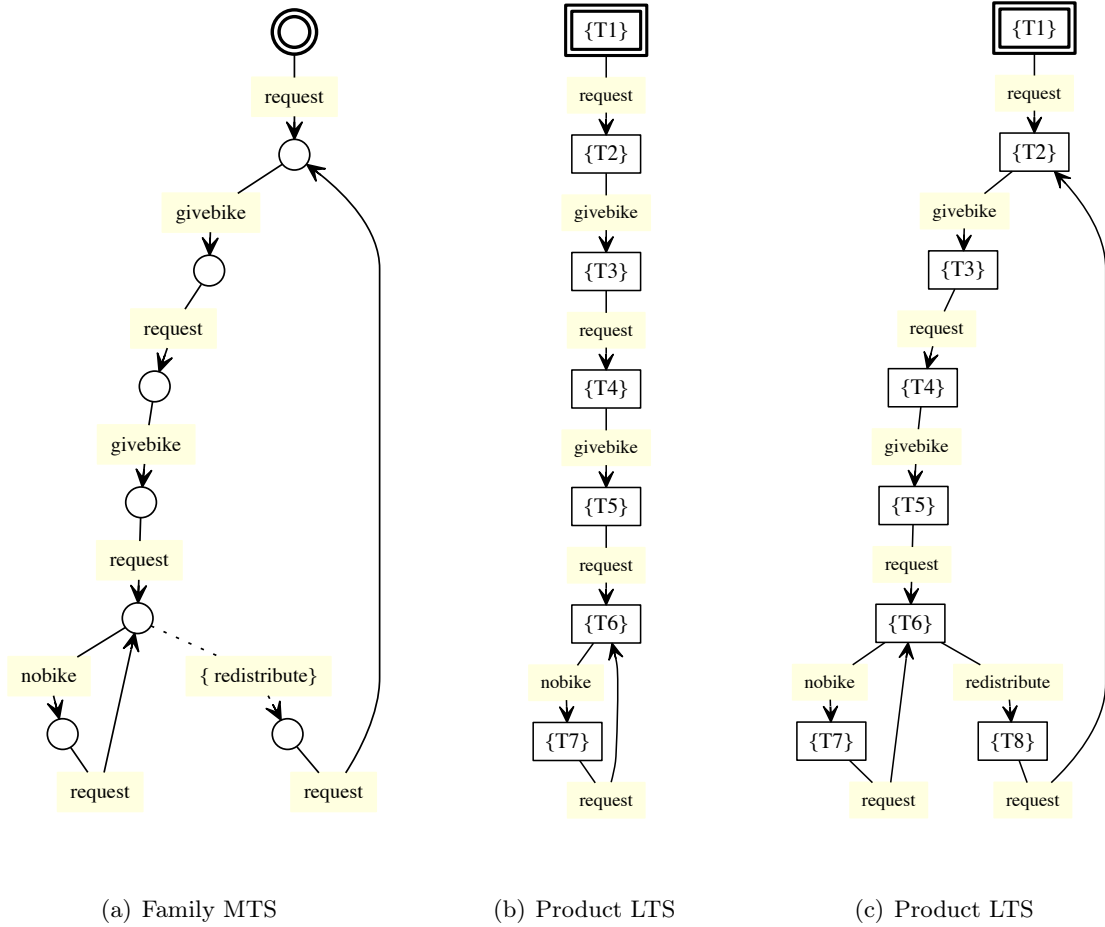 request
givebike
request
givebike
request
nobike
{ redistribute}
request
request
(a) Family MTS
{T1}
request
{T2}
givebike
{T3}
request
{T4}
givebike
{T5}
request
{T6}
nobike
{T7}
request
(b) Product LTS
{T1}
request
{T2}
givebike
{T3}
request
{T4}
givebike
{T5}
request
{T6}
nobike
redistribute
{T7}
{T8}
request
request
(c) Product LTS